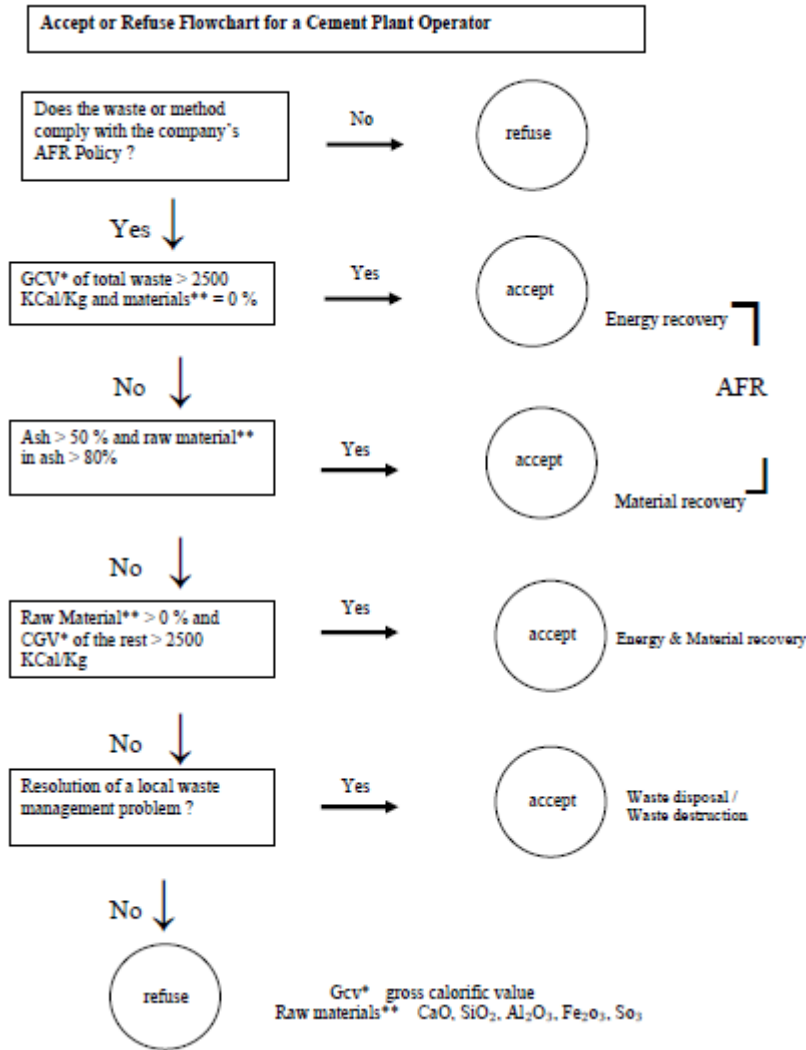 Accept or Refuse Flowchart for a Cement Plant Operator
Does the waste or method
comply with the company's
AFR Policy ?
No
refuse
Yes
GCV* of total waste > 2500
KCal/Kg and materials** = 0 %
Yes
accept
Energy recovery
AFR
No
Ash > 50 % and raw material**
in ash > 80%
Yes
accept
Material recovery
No
Raw Material** > 0 % and
CGV* of the rest > 2500
KCal/Kg
Yes
accept
Energy & Material recovery
No
Resolution of a local waste
management problem ?
Yes
accept
Waste disposal /
Waste destruction
No
refuse
Gcv* gross calorific value
Raw materials** CaO, SiO₂, Al₂O₃, Fe₂o₃, So₃